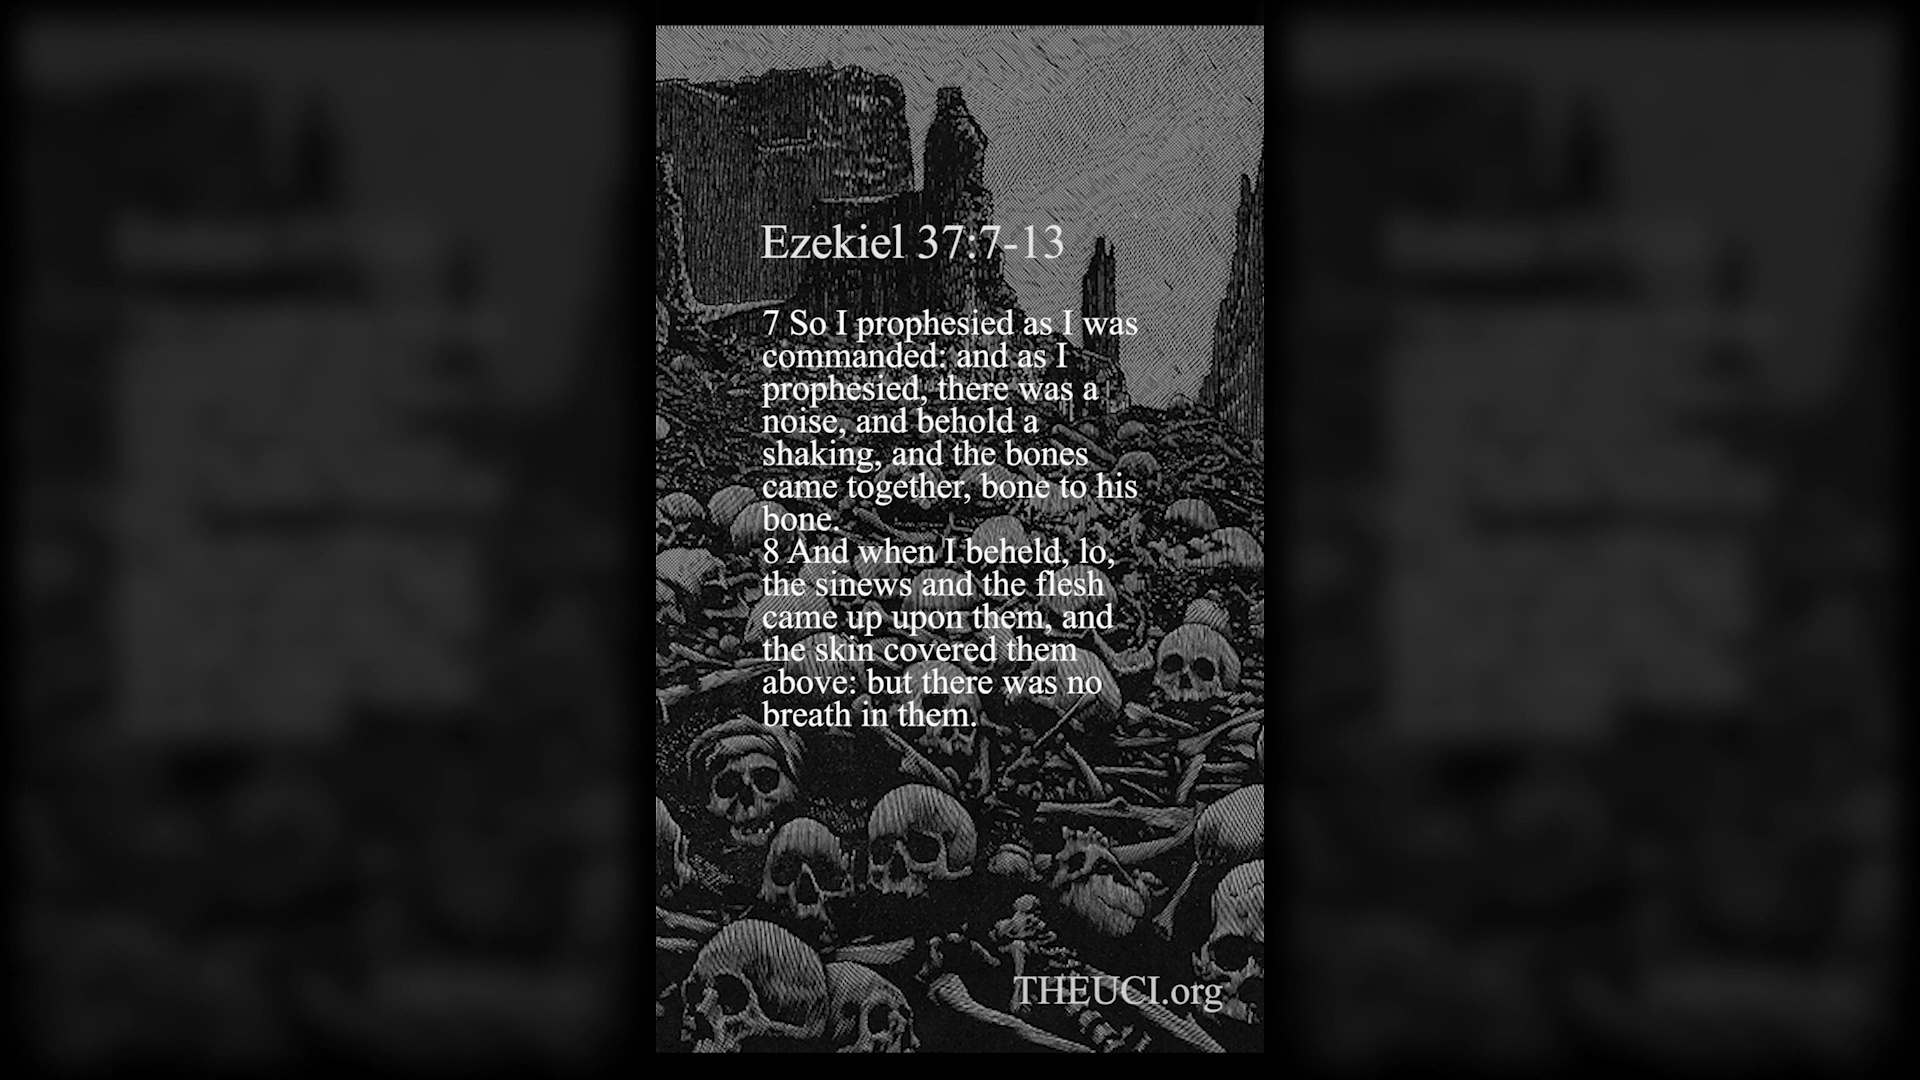 Ezekiel 37:7-13
7 So I prophesied as I was
commanded: and as I
prophesied, there was a
noise, and behold a
shaking, and the bones
came together, bone to his
bone.
8 And when I beheld, lo,
the sinews and the flesh
came up upon them, and
the skin covered them
above: but there was no
breath in them.
THEUCI.org